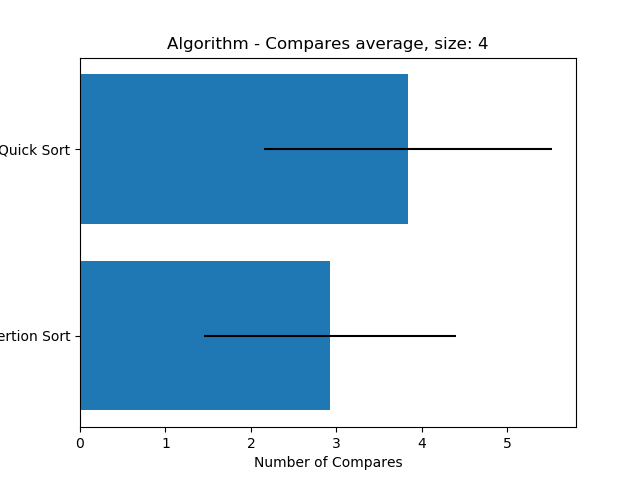 Algorithm - Compares average, size: 4
Quick Sort
ertion Sort
0 1 2 3 4 5
Number of Compares